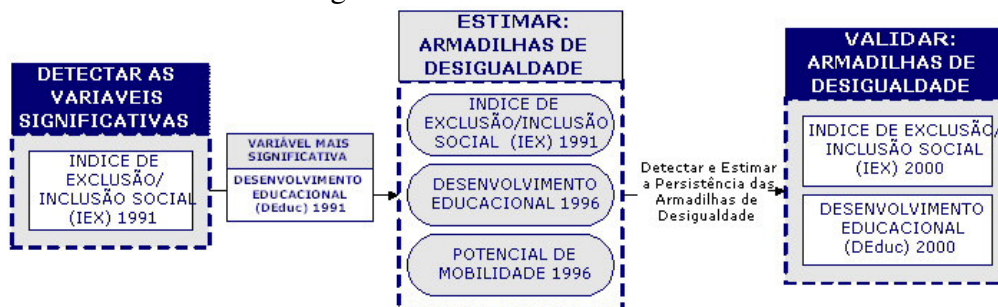 DETECTAR AS
VARIAVEIS
SIGNIFICATIVAS
INDICE DE
EXCLUSÃO/
INCLUSÃO SOCIAL
(IEX) 1991
VARIÁVEL MAIS
SIGNIFICATIVA
DESENVOLVIMENTO
EDUCACIONAL
(DEduc) 1991
ESTIMAR:
ARMADILHAS DE
DESIGUALDADE
INDICE DE
EXCLUSÃO/INCLUSÃO
SOCIAL (IEX) 1991
DESENVOLVIMENTO
EDUCACIONAL 1996
POTENCIAL DE
MOBILIDADE 1996
Detectar e Estimar
a Persistência das
Armadilhas de
Desigualdade
VALIDAR:
ARMADILHAS DE
DESIGUALDADE
INDICE DE EXCLUSÃO/
INCLUSÃO SOCIAL
(IEX) 2000
DESENVOLVIMENTO
EDUCACIONAL
(DEduc) 2000